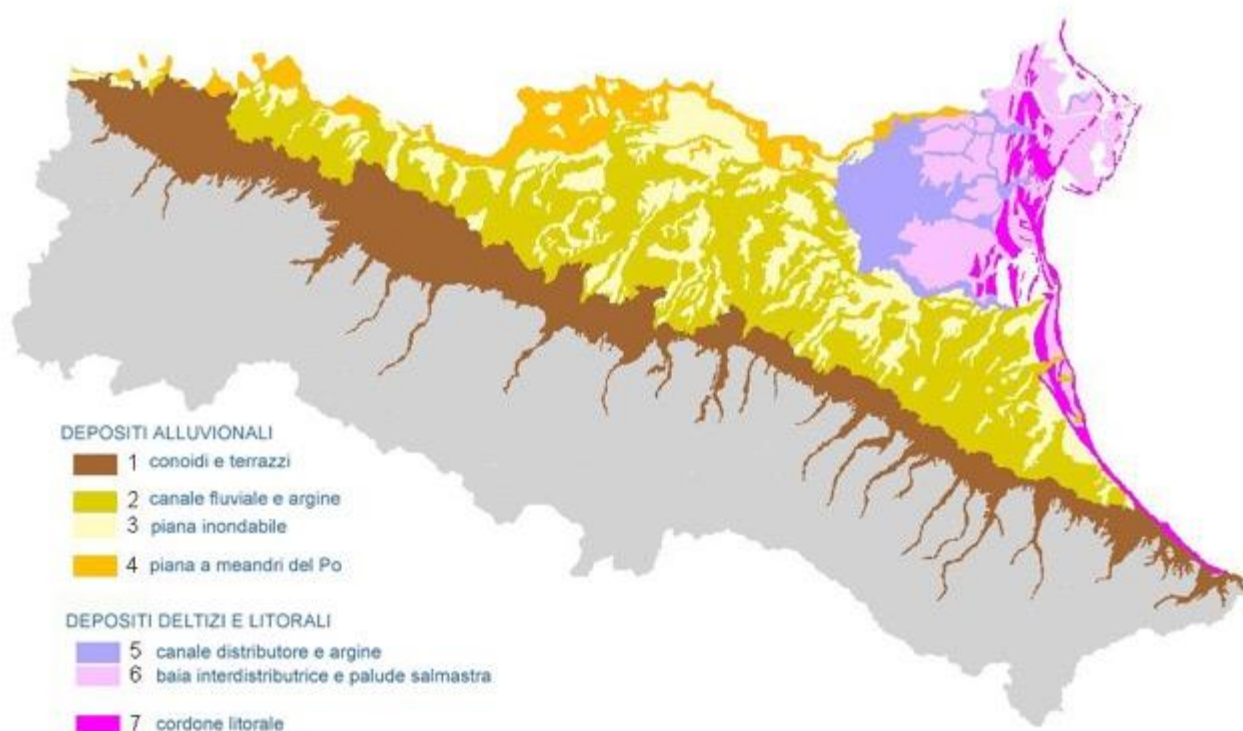 DEPOSITI ALLUVIONALI
1 conoidi e terrazzi
2 canale fluviale e argine
3 piana inondabile
4 piana a meandri del Po
DEPOSITI DELTIZI E LITORALI
5 canale distributore e argine
6 baia interdistributrice e palude salmastra
7 cordone litorale